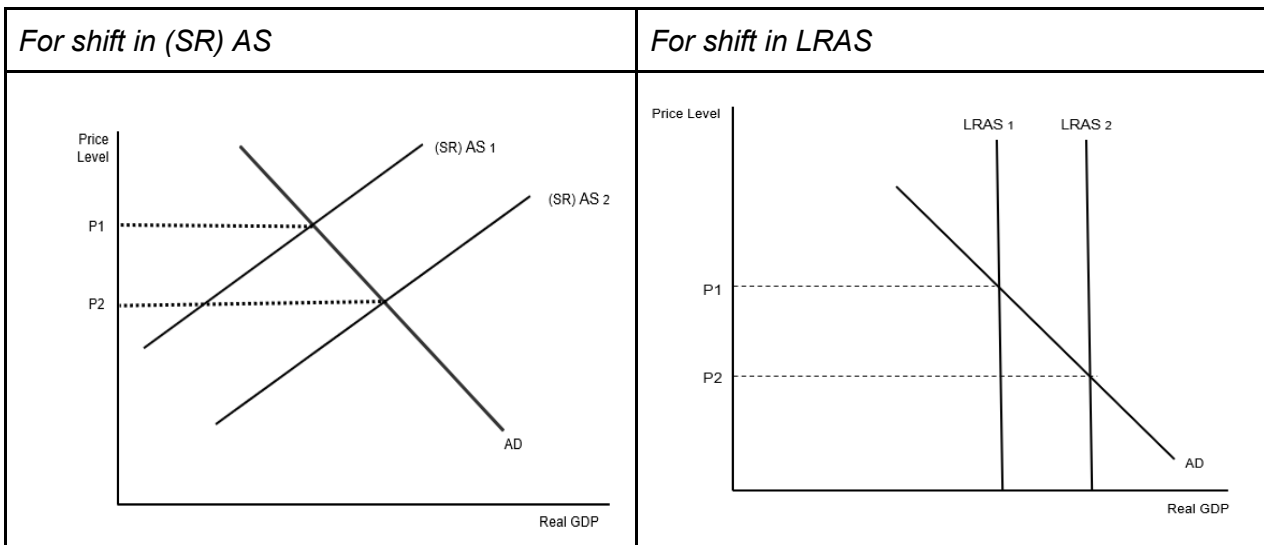 For shift in (SR) AS
For shift in LRAS
Price
Level
(SR) AS 1
(SR) AS 2
P1
P2
AD
Real GDP
Price Level
LRAS 1
LRAS 2
P1
P2
AD
Real GDP